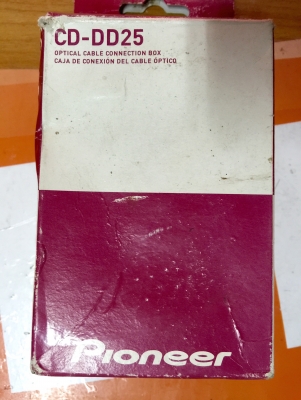 CD-DD25
OPTICAL CABLE CONNECTION BOX
CAJA DE CONEXIÓN DEL CABLE ÓPTICO
Pioneer